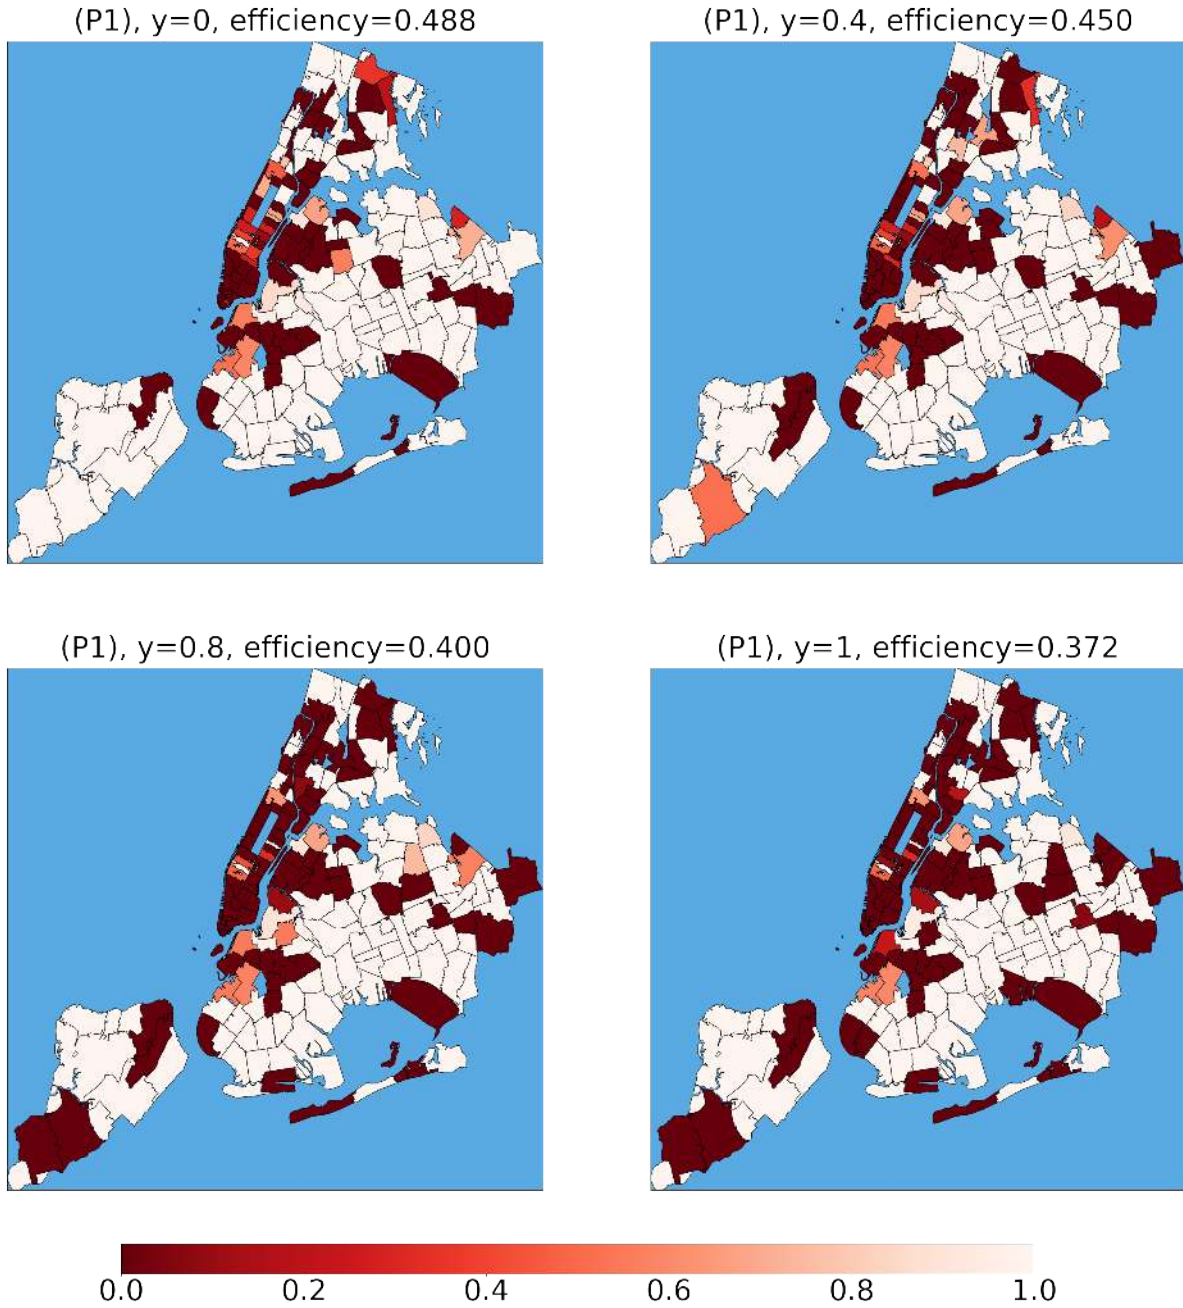 (P1), y=0, efficiency=0.488
(P1), y=0.4, efficiency=0.450
(P1), y=0.8, efficiency=0.400
(P1), y=1, efficiency=0.372
0.0 0.2 0.4 0.6 0.8 1.0